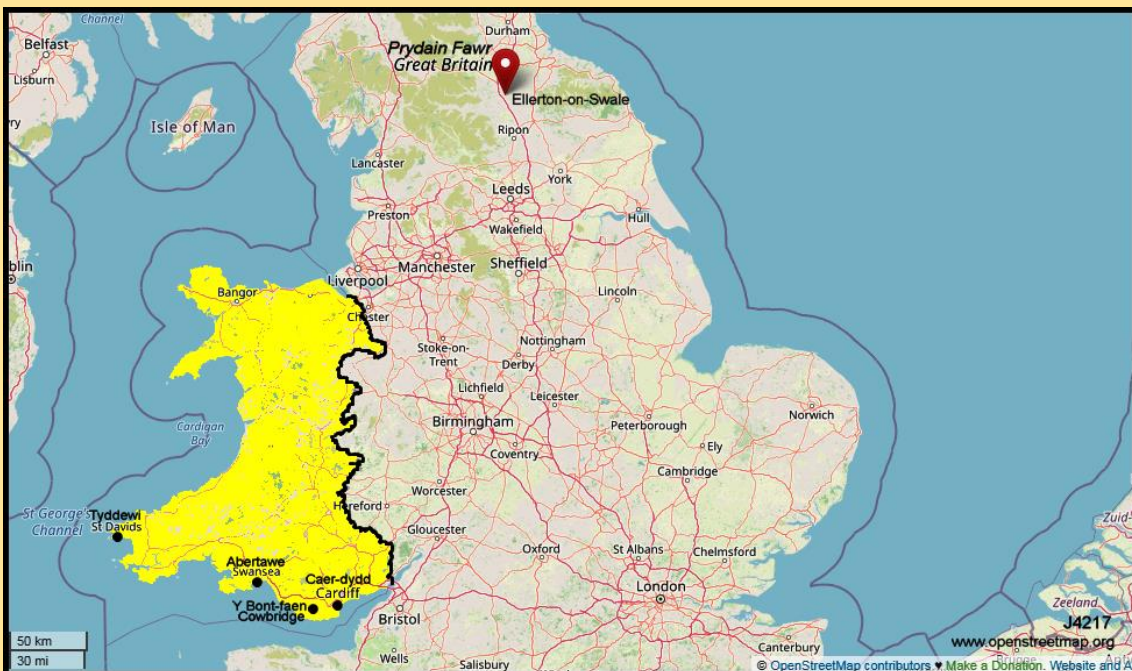 Channel
Durham
Belfast
Lisburn
Prydain Fawr
Great Britain
Ellerton-on-Swale
Isle of Man
Ripon
Lancaster
York
Leeds
Preston
Hull
Wakefield
Manchester
Sheffield
Liverpool
Bangor
Lincoln
Chester
Stoke-on-
Trent
Nottingham
Derby
Lichfield
Leicester
Norwich
Cardigan
Bay
Birmingham
Peterborough
Ely
Coventry
Cambridge
Worcester
Hereford
St George's
Channel
Tyddewi
St Davids
Gloucester
Oxford
St Albans
Chelmsford
Abertawe
Swansea
Caer-dydd
Cardiff
London
Y Bont-faen
Cowbridge
Bristol
Zeeland
J4217
www.openstreetmap.org
50 km
30 mi
Wells
Salisbury
Canterbury
© OpenStreetMap contributors ♥ Make a Donation. Website and A